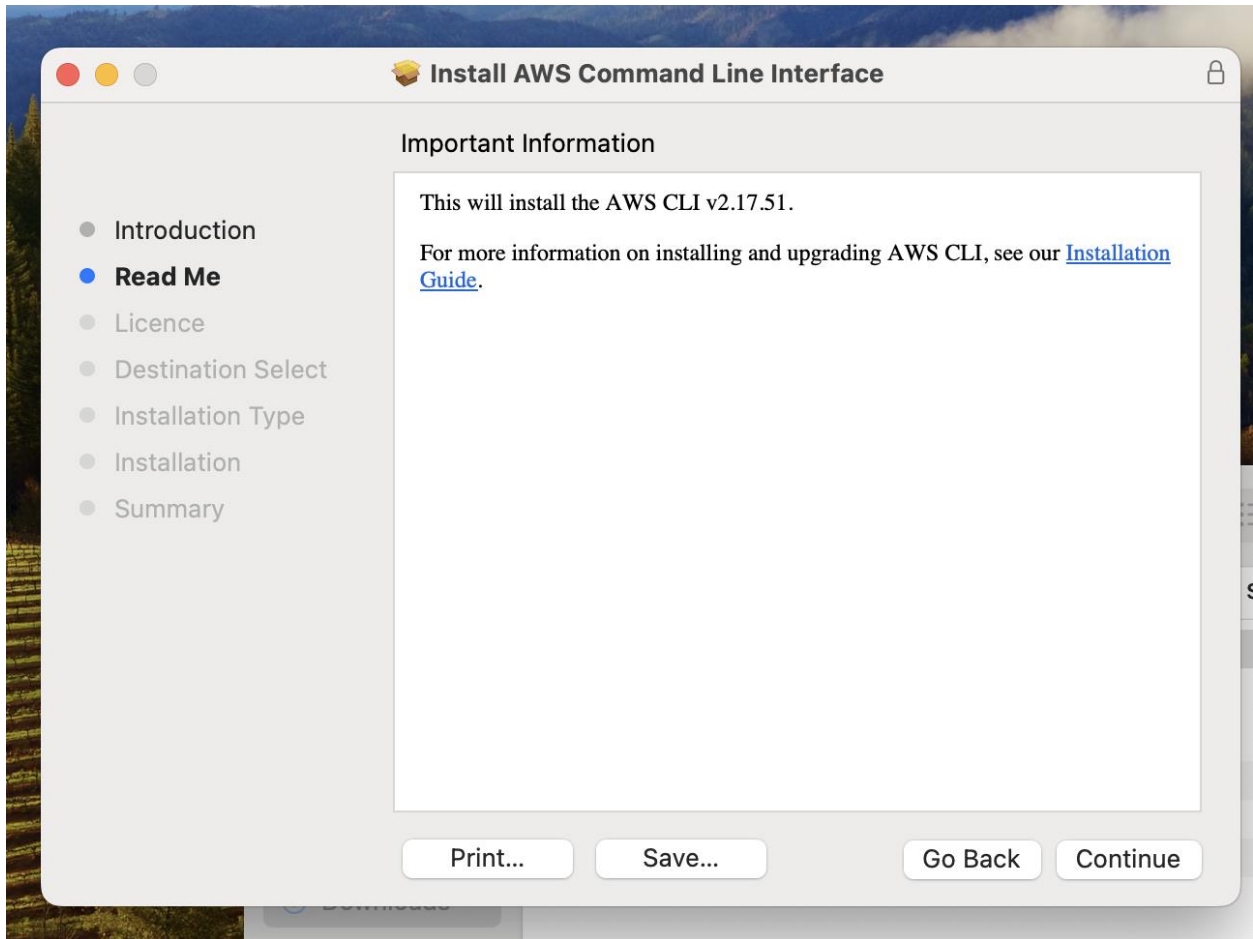 Install AWS Command Line Interface
Important Information
Introduction
Read Me
Licence
Destination Select
Installation Type
Installation
Summary
This will install the AWS CLI v2.17.51.
For more information on installing and upgrading AWS CLI, see our Installation
Guide.
Print...
Save...
Go Back
Continue